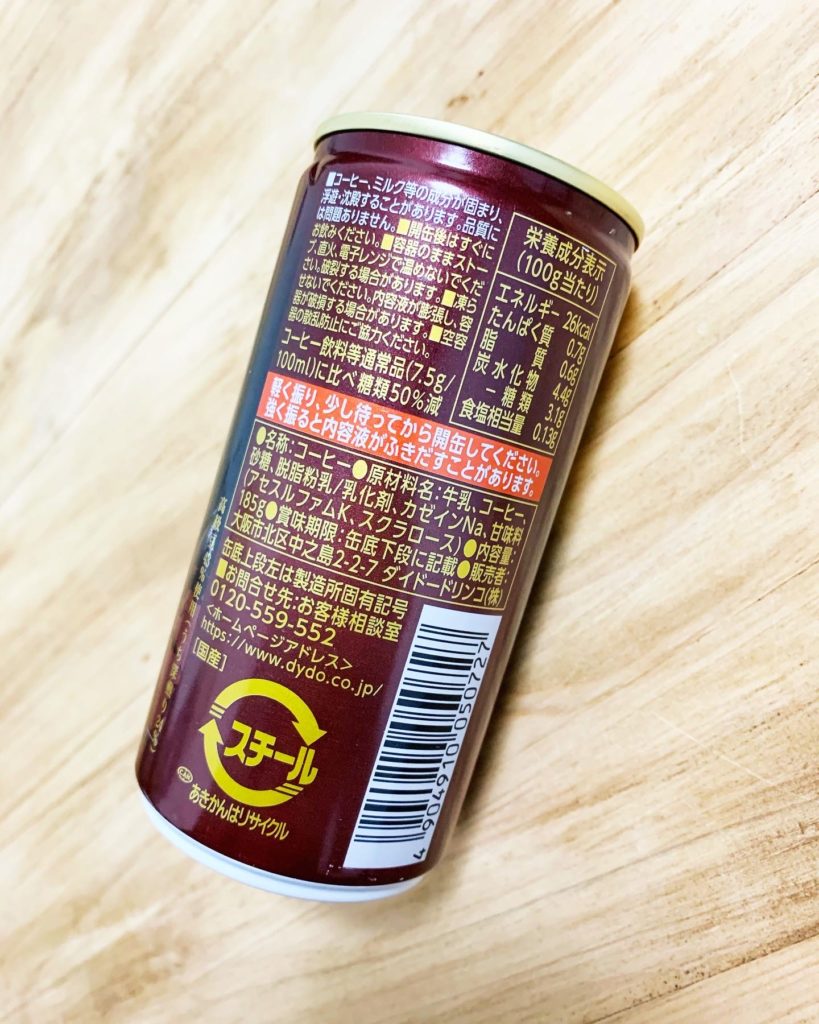 ■コーヒー、ミルク等の成分が固まり、
浮遊・沈殿することがあります。品質に
は問題ありません。■開缶後はすぐに
お飲みください。■容器のままストー
ブ、直火、電子レンジで温めないでくだ
さい。破裂する場合があります。■凍ら
せないでください。内容液が膨張し、容
器が破損する場合があります。■空容
器の散乱防止にご協力ください。
コーヒー飲料等通常品(7.5g/
100ml)に比べ糖類50%減
栄養成分表示
(100g当たり)
エネルギー 26kcal
たんぱく質 0.7g
脂質 0.6g
炭水化物 4.4g
－糖類 3.1g
食塩相当量 0.13g
軽く振り、少し待ってから開缶してください。
強く振ると内容液がふきだすことがあります。
●名称:コーヒー●原材料名:牛乳、コーヒー、
砂糖、脱脂粉乳/乳化剤、カゼインNa、甘味料
(アセスルファムK、スクラロース)●内容量:
185g●賞味期限:缶底下段に記載●販売者:
大阪市北区中之島2-2-7 ダイドードリンコ(株)
缶底上段左は製造所固有記号
■お問合せ先:お客様相談室
0120-559-552
<ホームページアドレス>
https://www.dydo.co.jp/
[国産]
スチール
あきかんはリサイクル
4 904910 050727